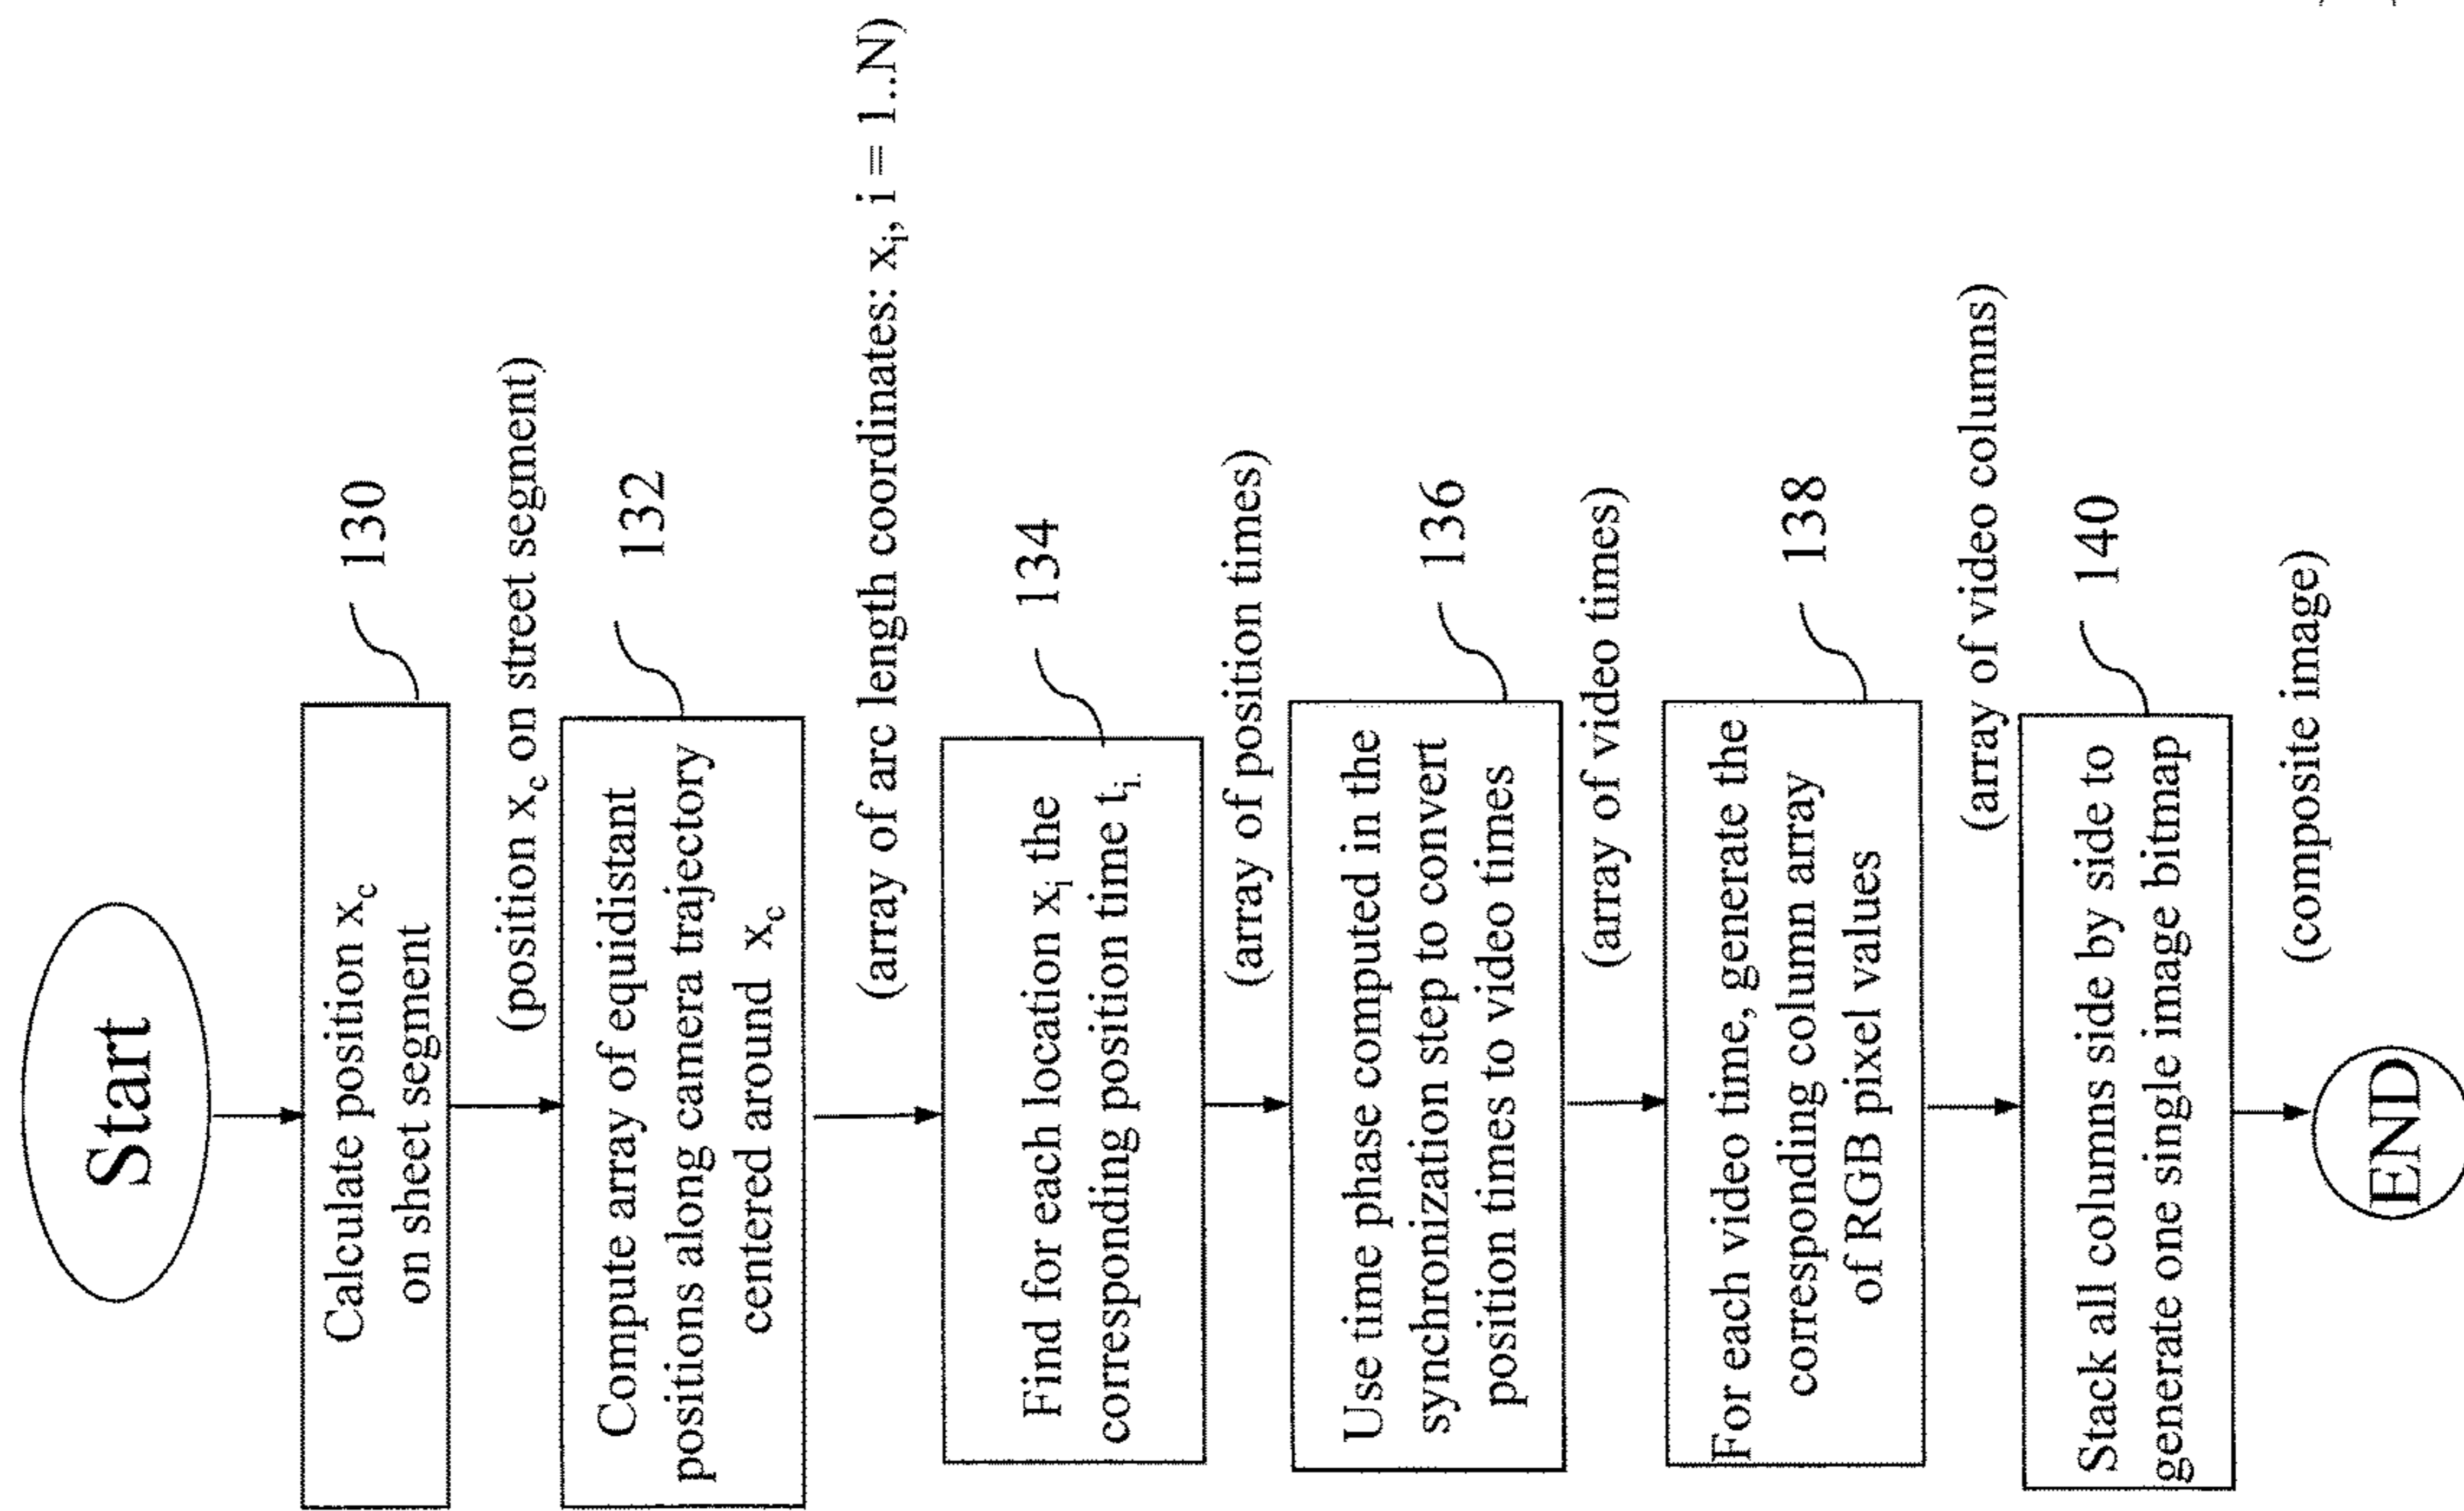 Start
Calculate position x_c
on sheet segment
130
(position x_c on street segment)
Compute array of equidistant
positions along camera trajectory
centered around x_c
132
(array of arc length coordinates: x_i, i = 1..N)
Find for each location x_i the
corresponding position time t_i.
134
(array of position times)
Use time phase computed in the
synchronization step to convert
position times to video times
136
(array of video times)
For each video time, generate the
corresponding column array
of RGB pixel values
138
(array of video columns)
Stack all columns side by side to
generate one single image bitmap
140
(composite image)
END